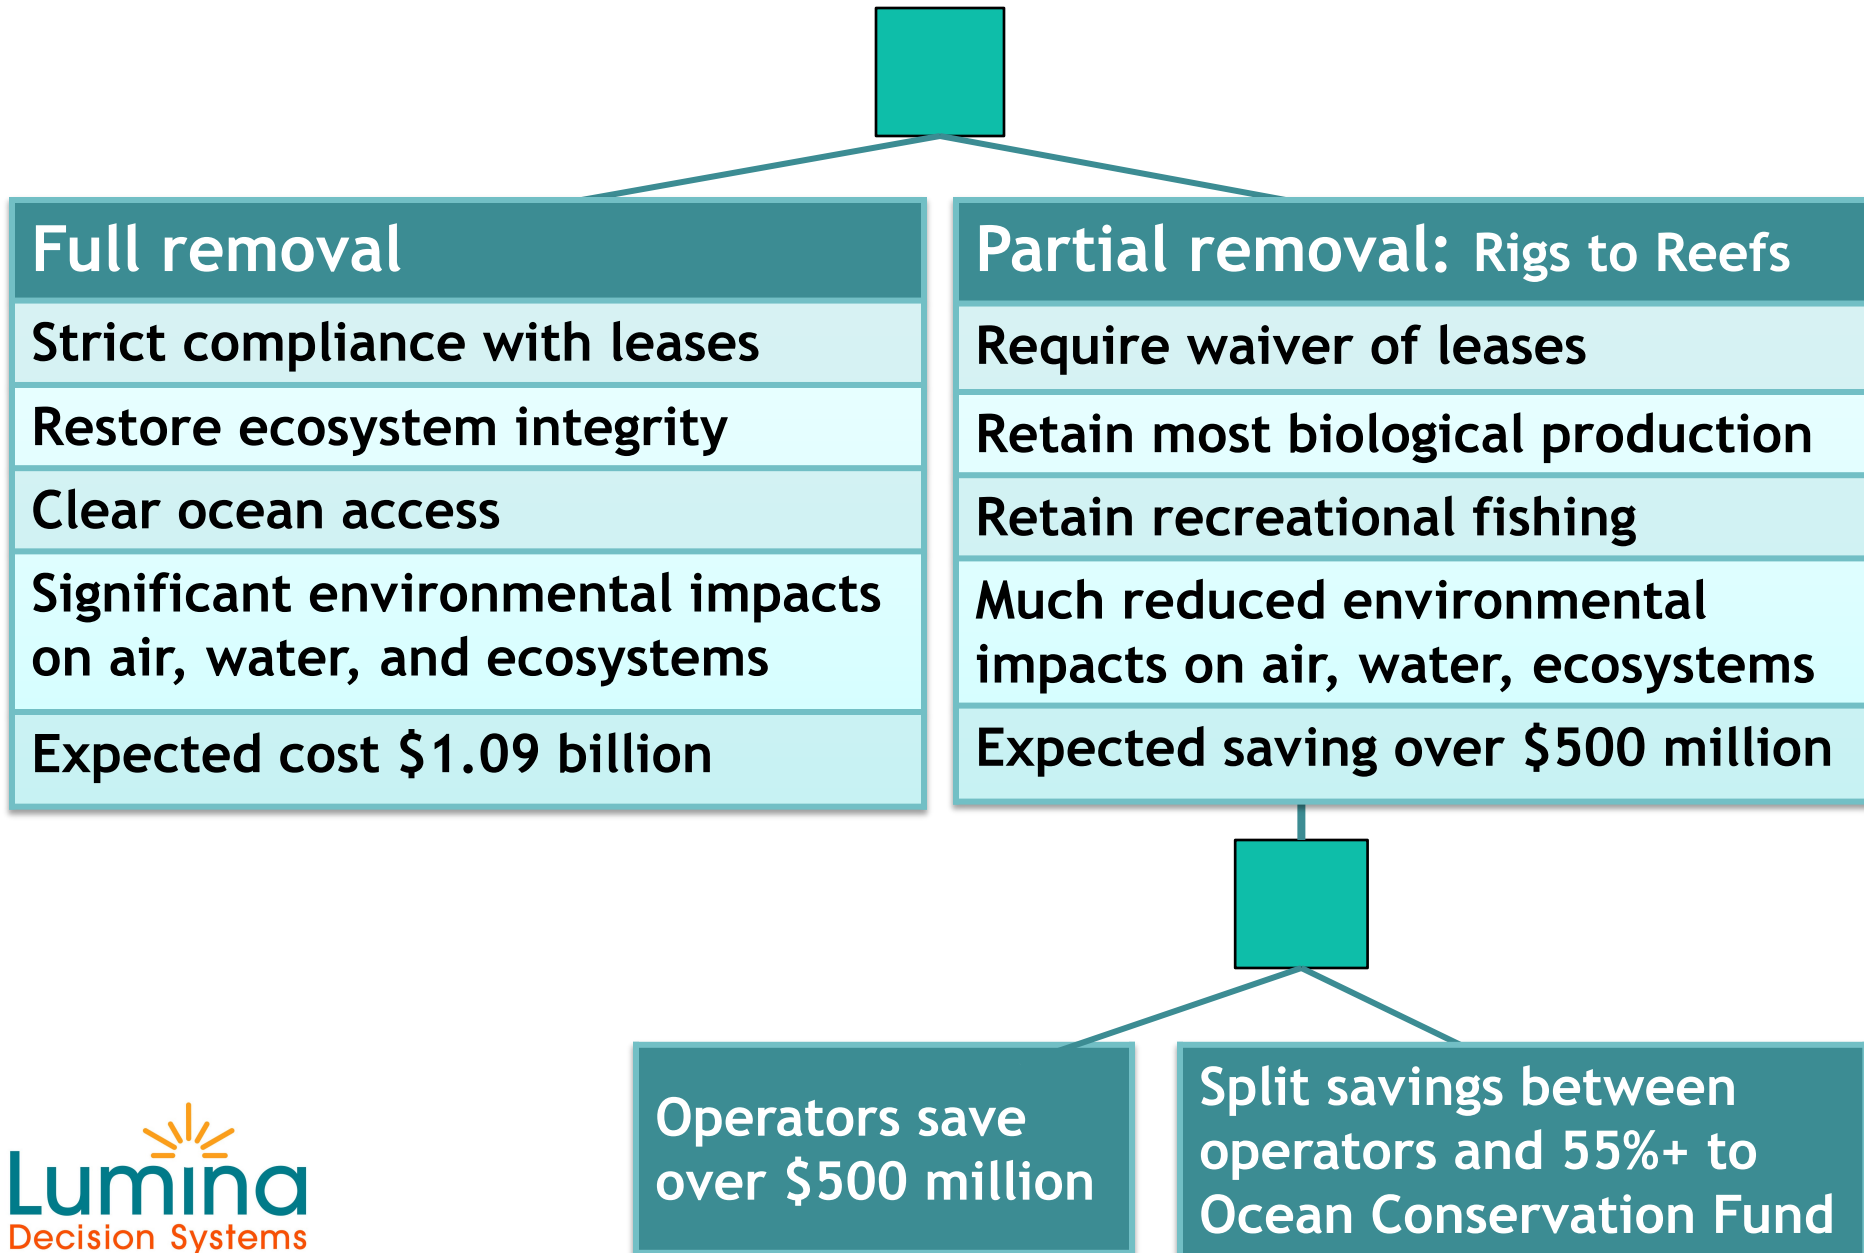 Full removal
Strict compliance with leases
Restore ecosystem integrity
Clear ocean access
Significant environmental impacts
on air, water, and ecosystems
Expected cost $1.09 billion
Partial removal: Rigs to Reefs
Require waiver of leases
Retain most biological production
Retain recreational fishing
Much reduced environmental
impacts on air, water, ecosystems
Expected saving over $500 million
Operators save
over $500 million
Split savings between
operators and 55%+ to
Ocean Conservation Fund
Lumina
Decision Systems